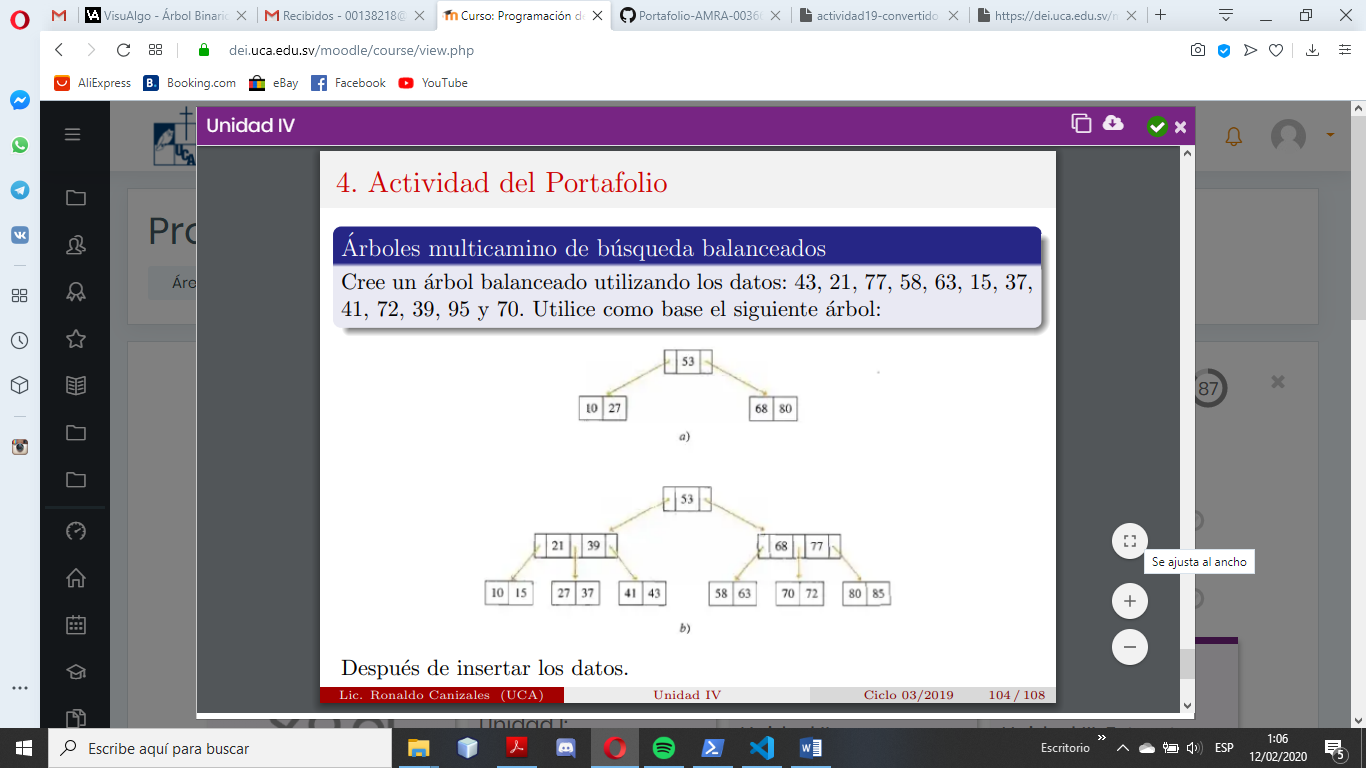 VisuAlgo - Árbol Binari
Recibidos - 00138218@
Curso: Programación de
Portafolio-AMRA-0036
actividad19-convertido
https://dei.uca.edu.sv/
dei.uca.edu.sv/moodle/course/view.php
AliExpress
Booking.com
eBay
Facebook
YouTube
Unidad IV
UCA
Pro
Árb
87
4. Actividad del Portafolio
Árboles multicamino de búsqueda balanceados
Cree un árbol balanceado utilizando los datos: 43, 21, 77, 58, 63, 15, 37,
41, 72, 39, 95 y 70. Utilice como base el siguiente árbol:
53
10 27 68 80
a)
53
21 39 68 77
10 15 27 37 41 43 58 63 70 72 80 85
b)
Se ajusta al ancho
Después de insertar los datos.
Lic. Ronaldo Canizales (UCA) Unidad IV Ciclo 03/2019 104 / 108
Unidad I:
Escribe aquí para buscar
Escritorio
ESP
1:06
12/02/2020
5